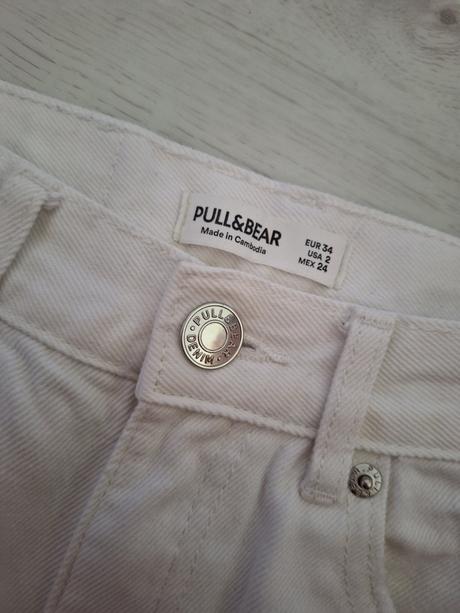 PULL&BEAR
Made in Cambodia
EUR 34
USA 2
MEX 24
PULL&BEAR
DENIM